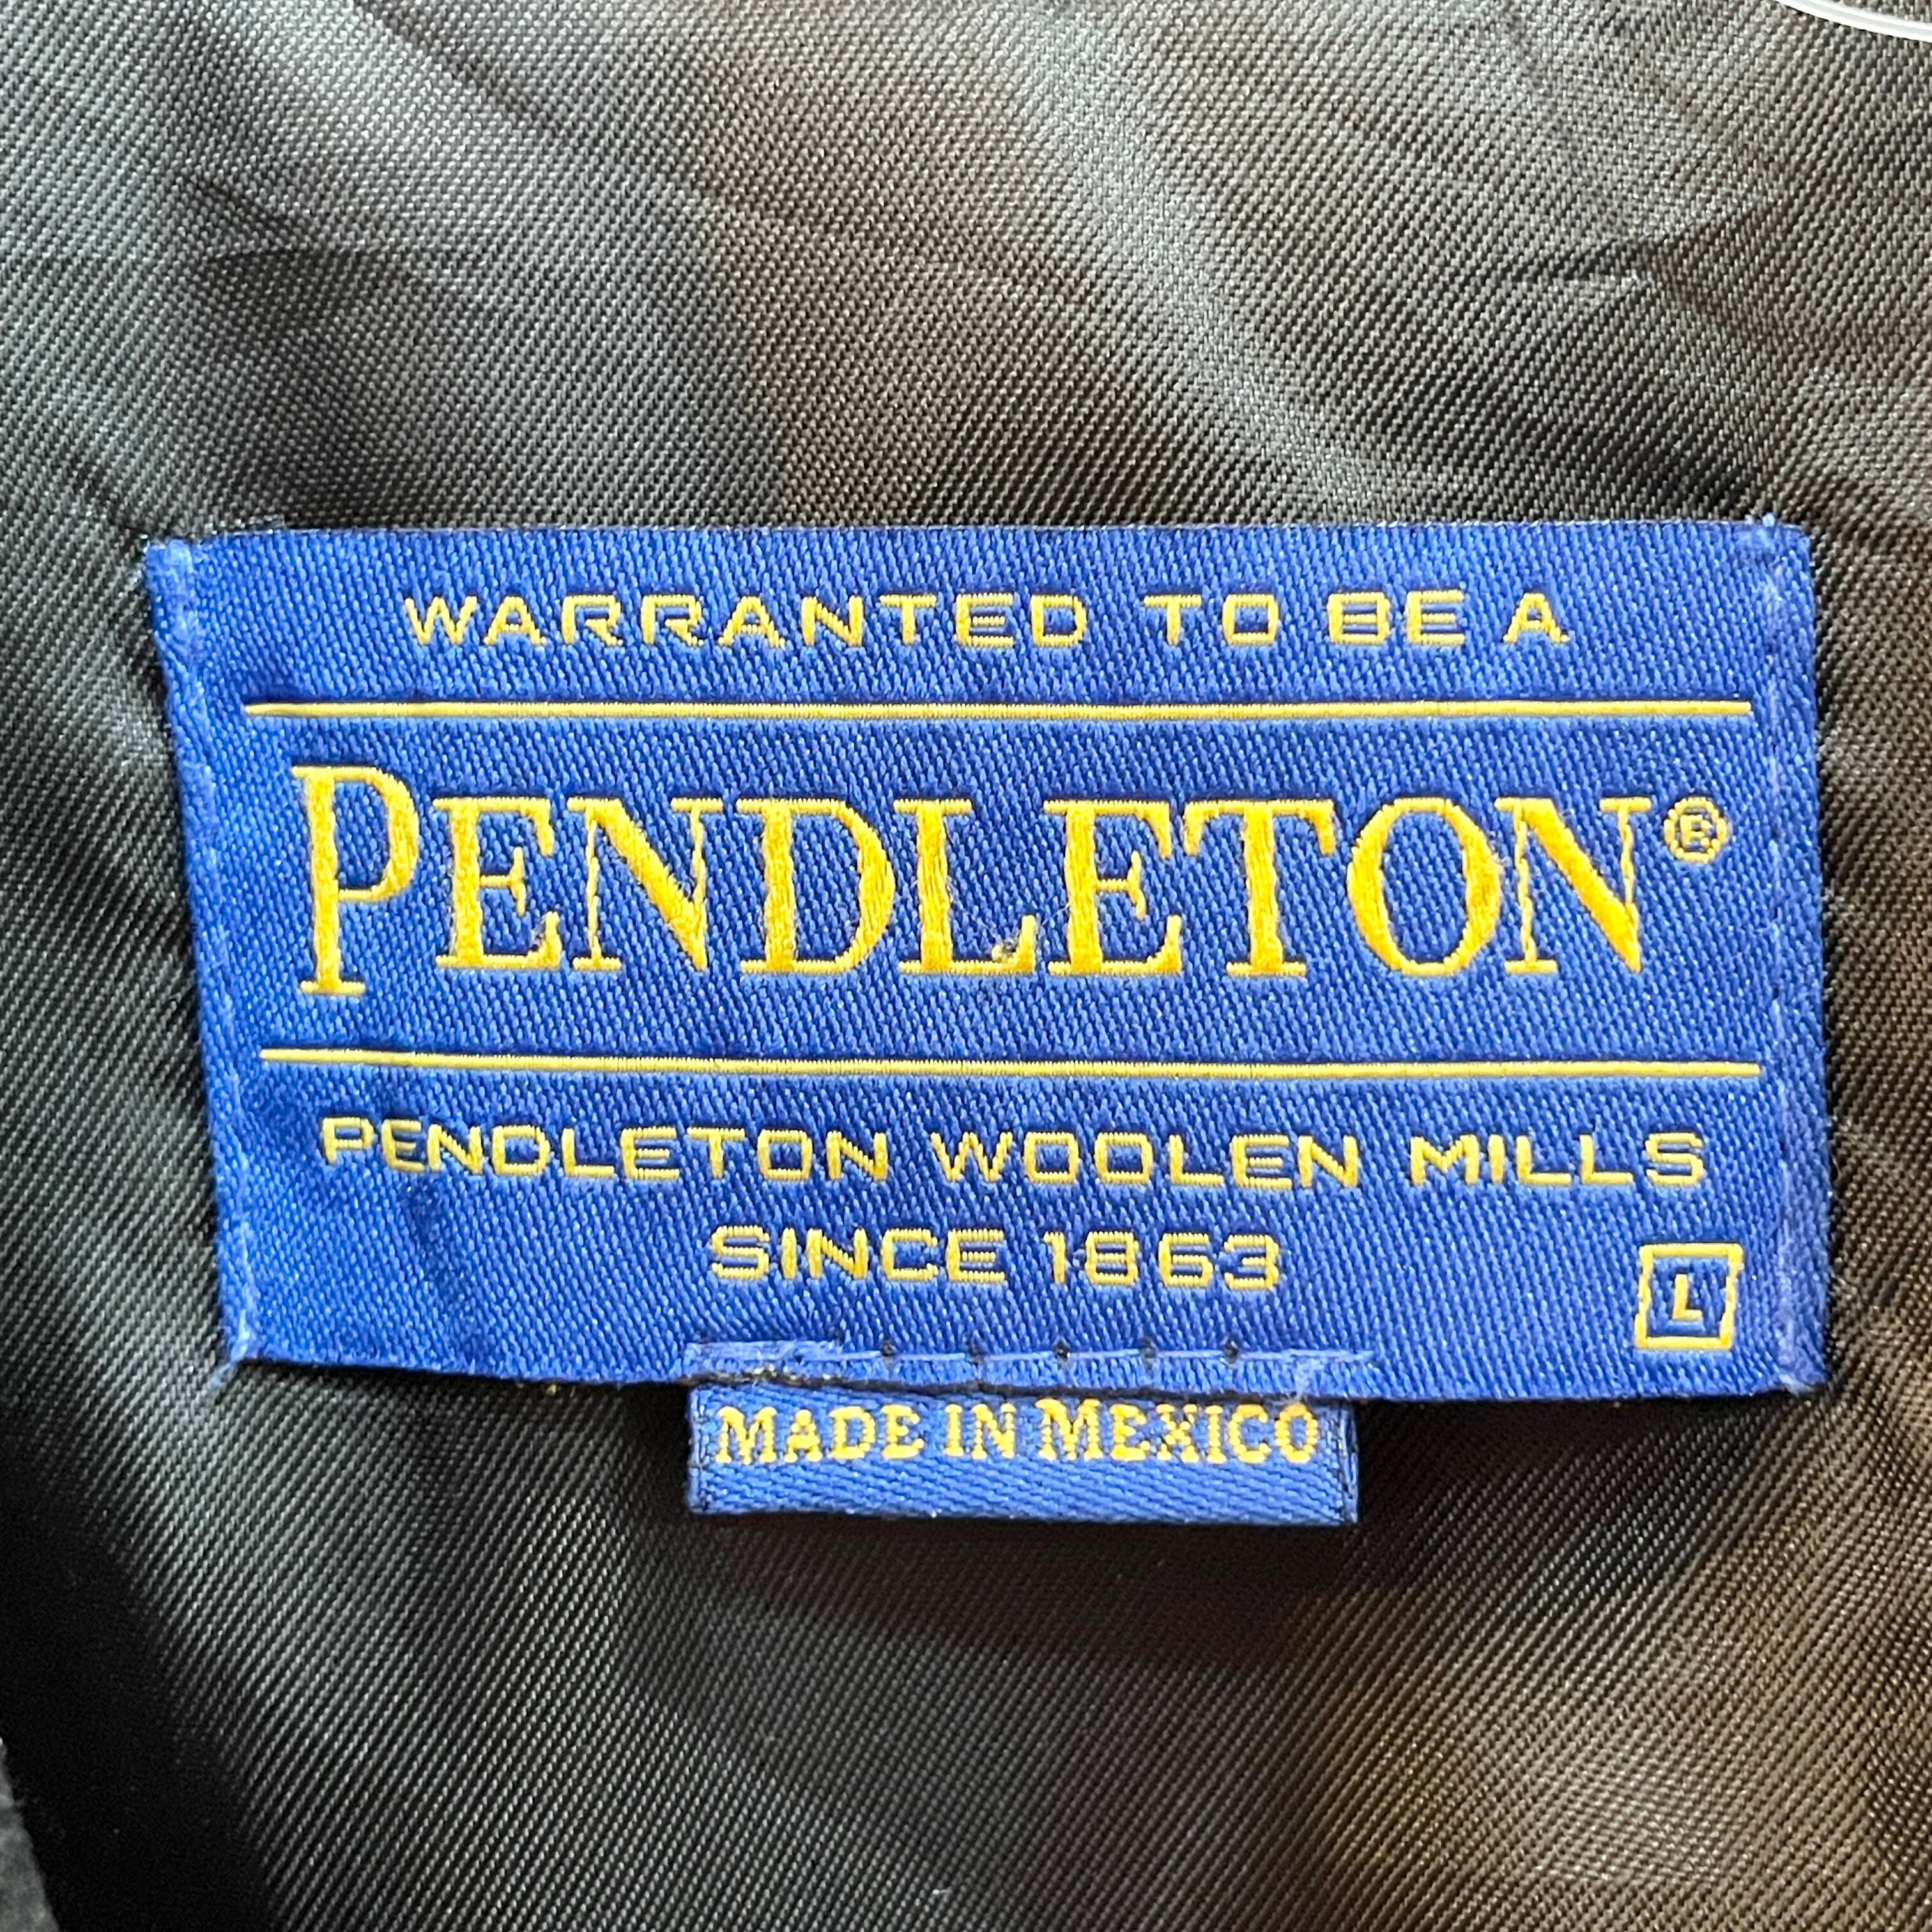 WARRANTED TO BE A
PENDLETON®
PENDLETON WOOLEN MILLS
SINCE 1863
L
MADE IN MEXICO